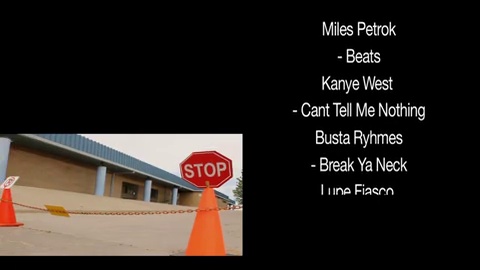 Miles Petrok
- Beats
Kanye West
- Cant Tell Me Nothing
Busta Ryhmes
- Break Ya Neck
Lupe Fiasco
STOP